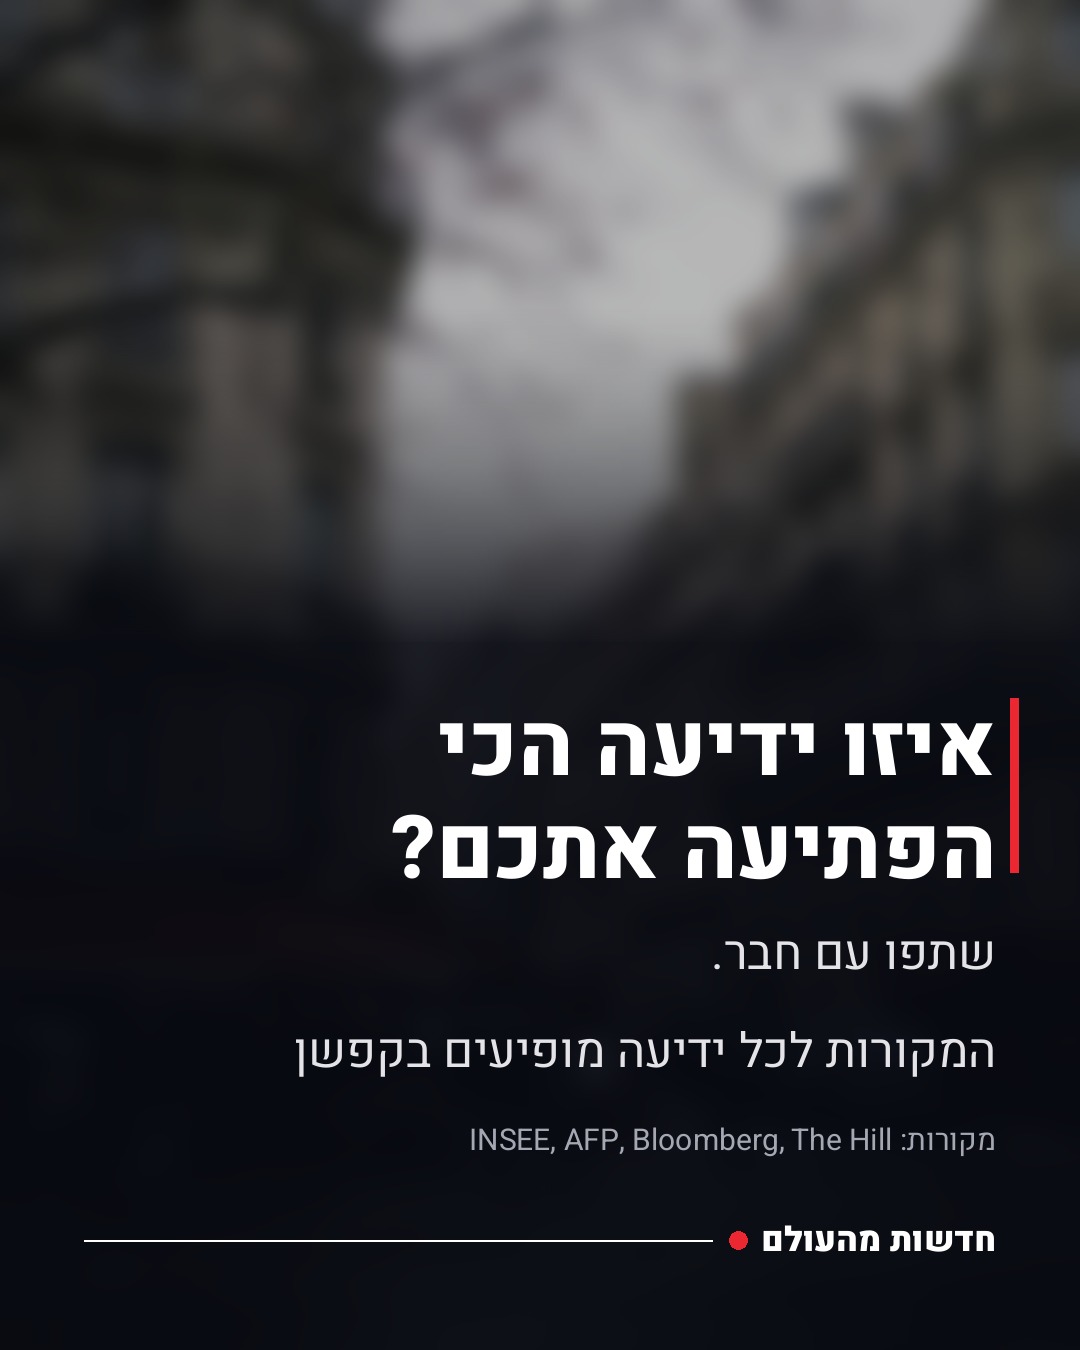 איזו ידיעה הכי
הפתיעה אתכם?
שתפו עם חבר.
המקורות לכל ידיעה מופיעים בקפשן
מקורות: INSEE, AFP, Bloomberg, The Hill
חדשות מהעולם